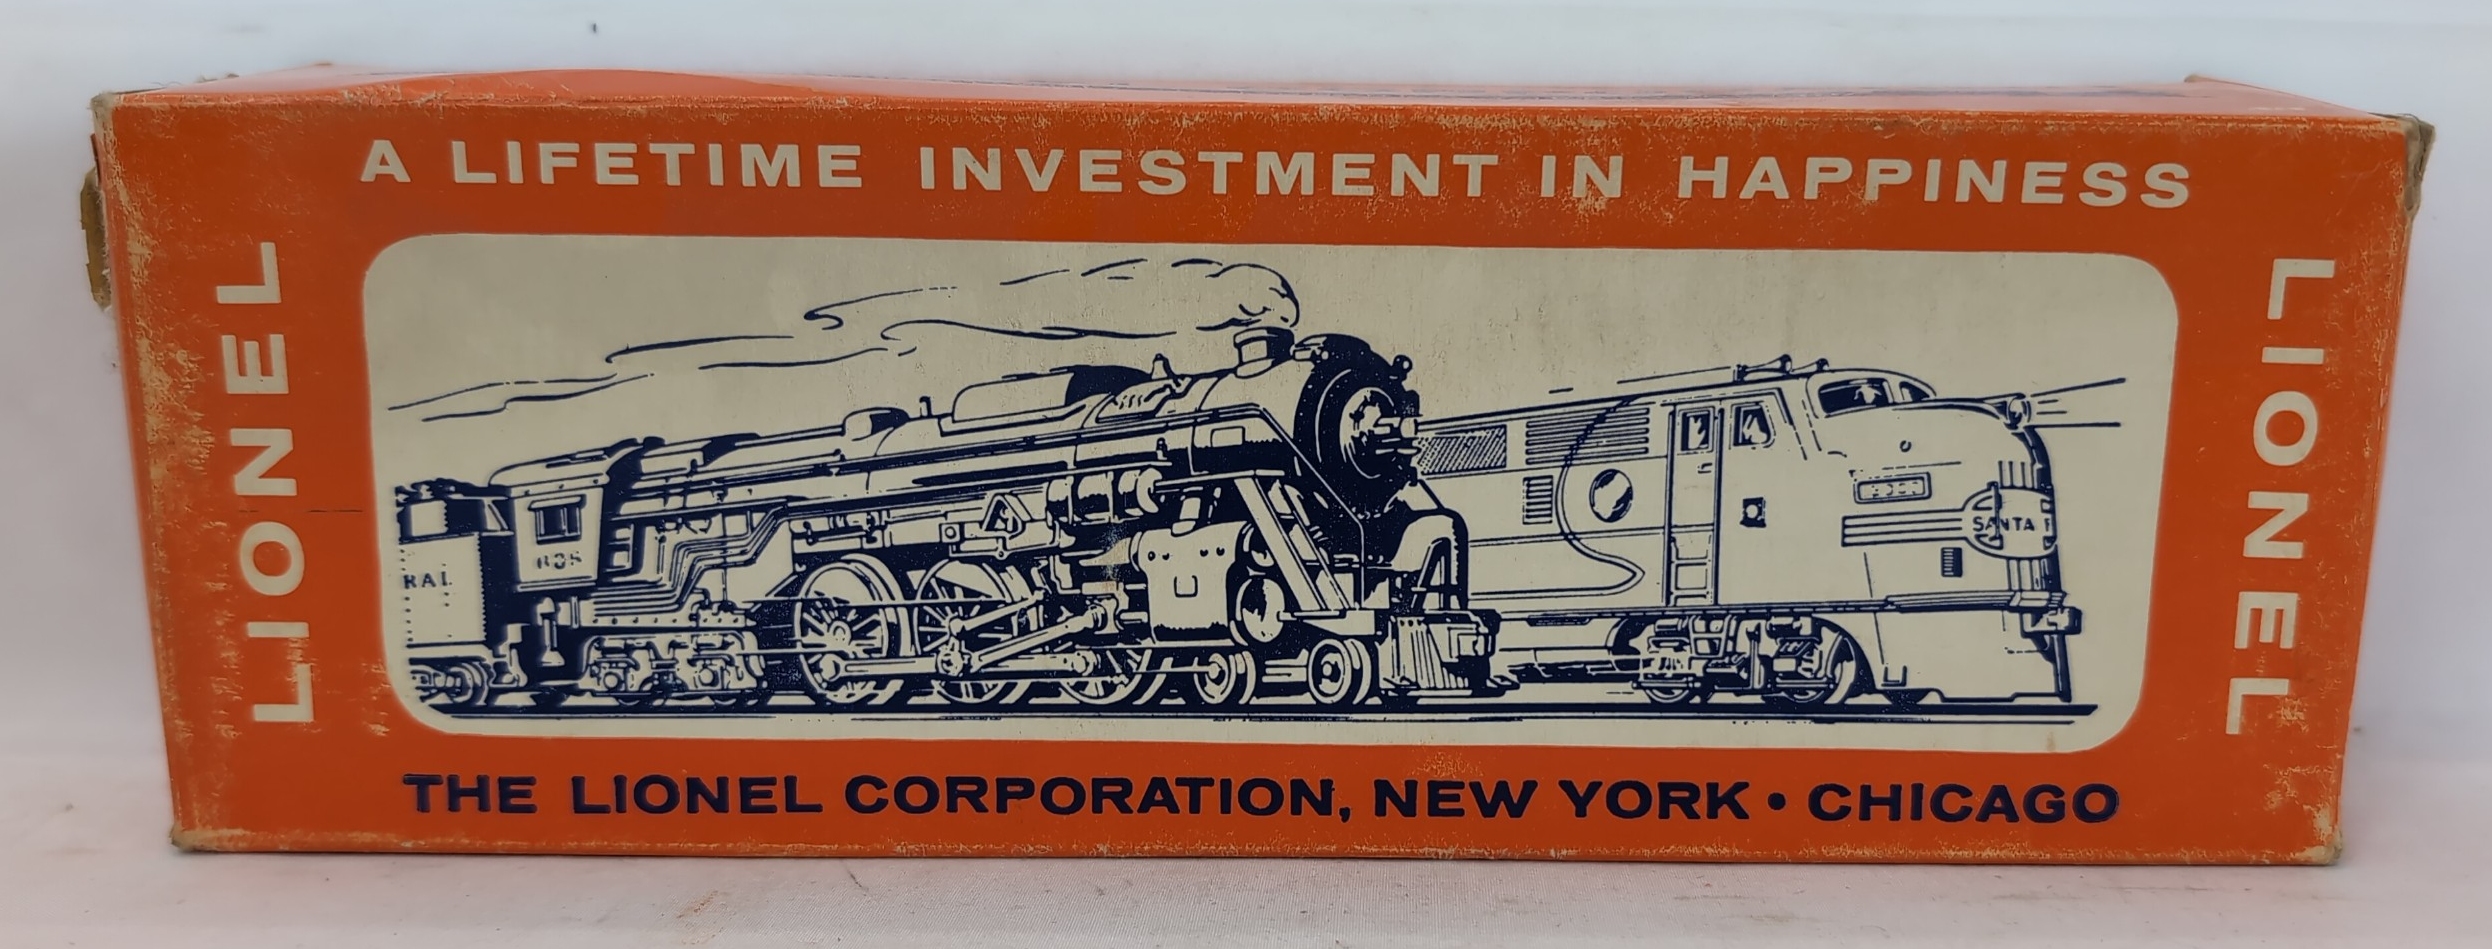 A LIFETIME INVESTMENT IN HAPPINESS
LIONEL
LIONEL
RAI
SANTA F
THE LIONEL CORPORATION, NEW YORK • CHICAGO